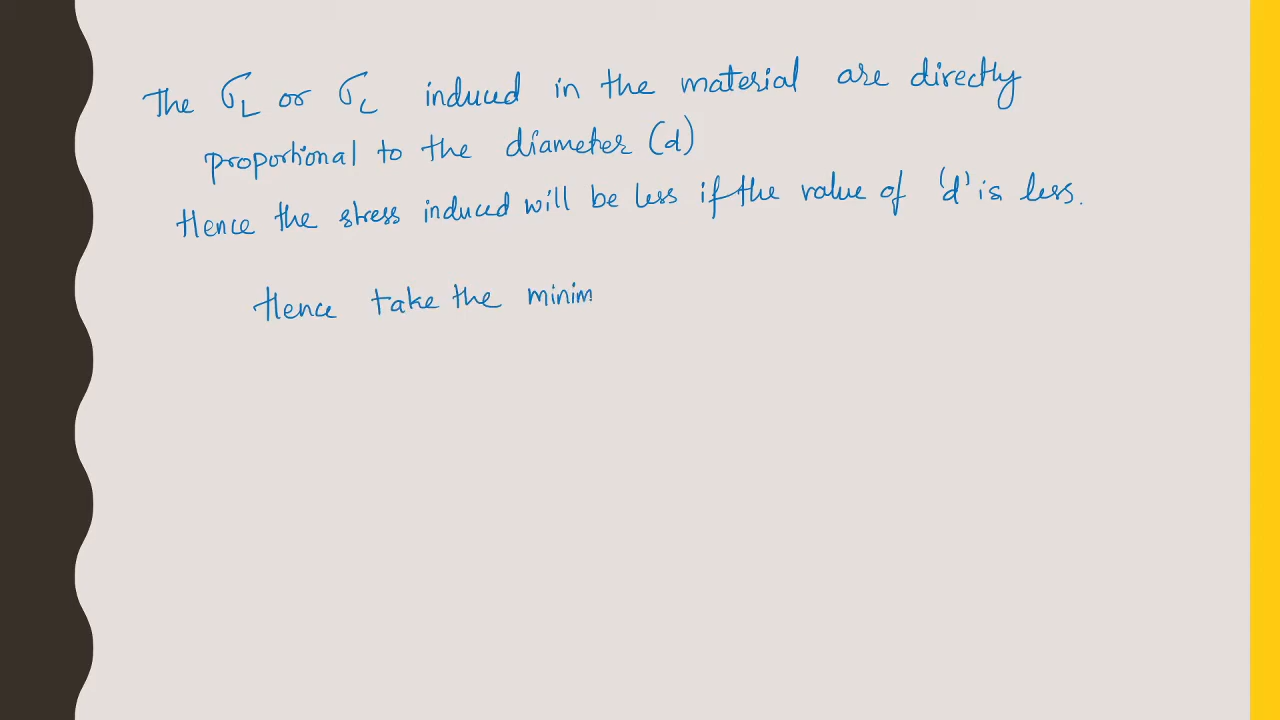 The σL or σC induced in the material are directly
proportional to the diameter (d)
Hence the stress induced will be less if the value of 'd' is less.
Hence take the minim